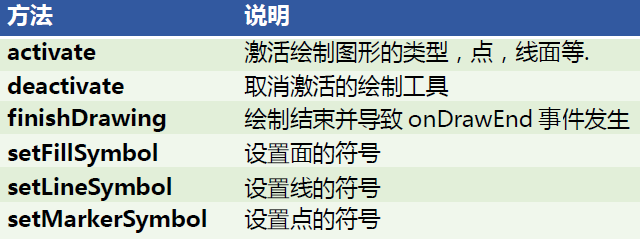 方法 说明
activate 激活绘制图形的类型，点，线面等.
deactivate 取消激活的绘制工具
finishDrawing 绘制结束并导致 onDrawEnd 事件发生
setFillSymbol 设置面的符号
setLineSymbol 设置线的符号
setMarkerSymbol 设置点的符号